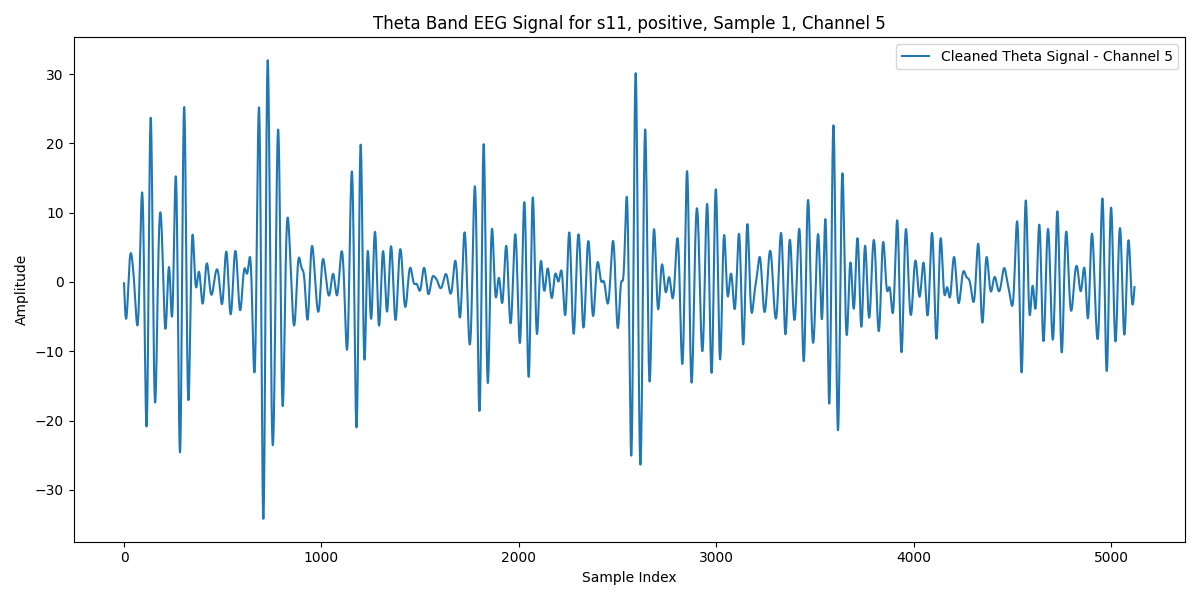 Theta Band EEG Signal for s11, positive, Sample 1, Channel 5
Cleaned Theta Signal - Channel 5
Amplitude
30
20
10
0
−10
−20
−30
0 1000 2000 3000 4000 5000
Sample Index